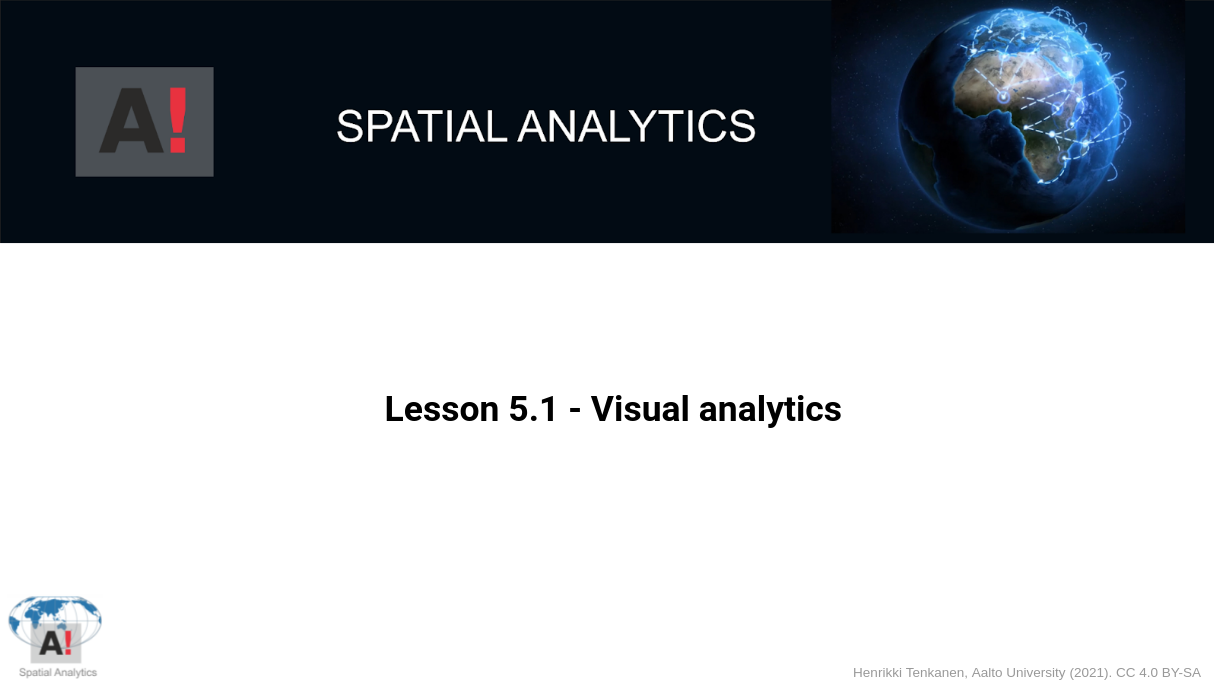 A!
SPATIAL ANALYTICS
Lesson 5.1 - Visual analytics
A!
Spatial Analytics
Henrikki Tenkanen, Aalto University (2021). CC 4.0 BY-SA